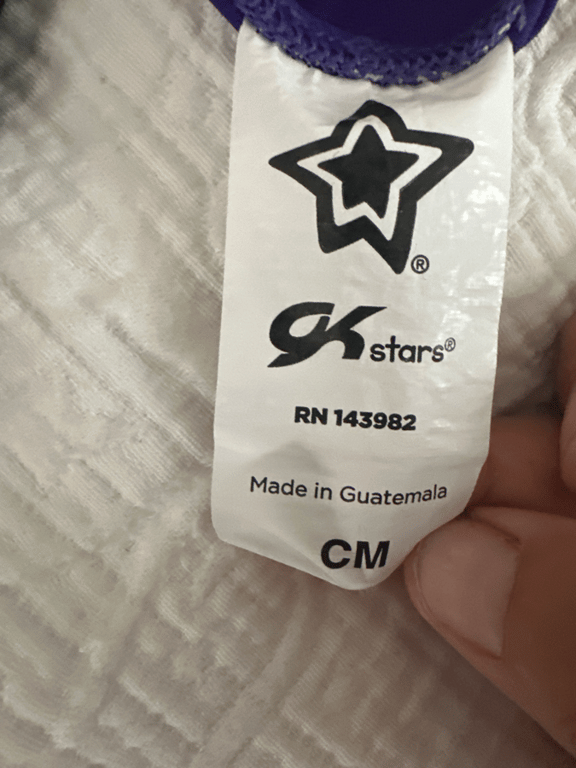 ®
GK stars®
RN 143982
Made in Guatemala
CM